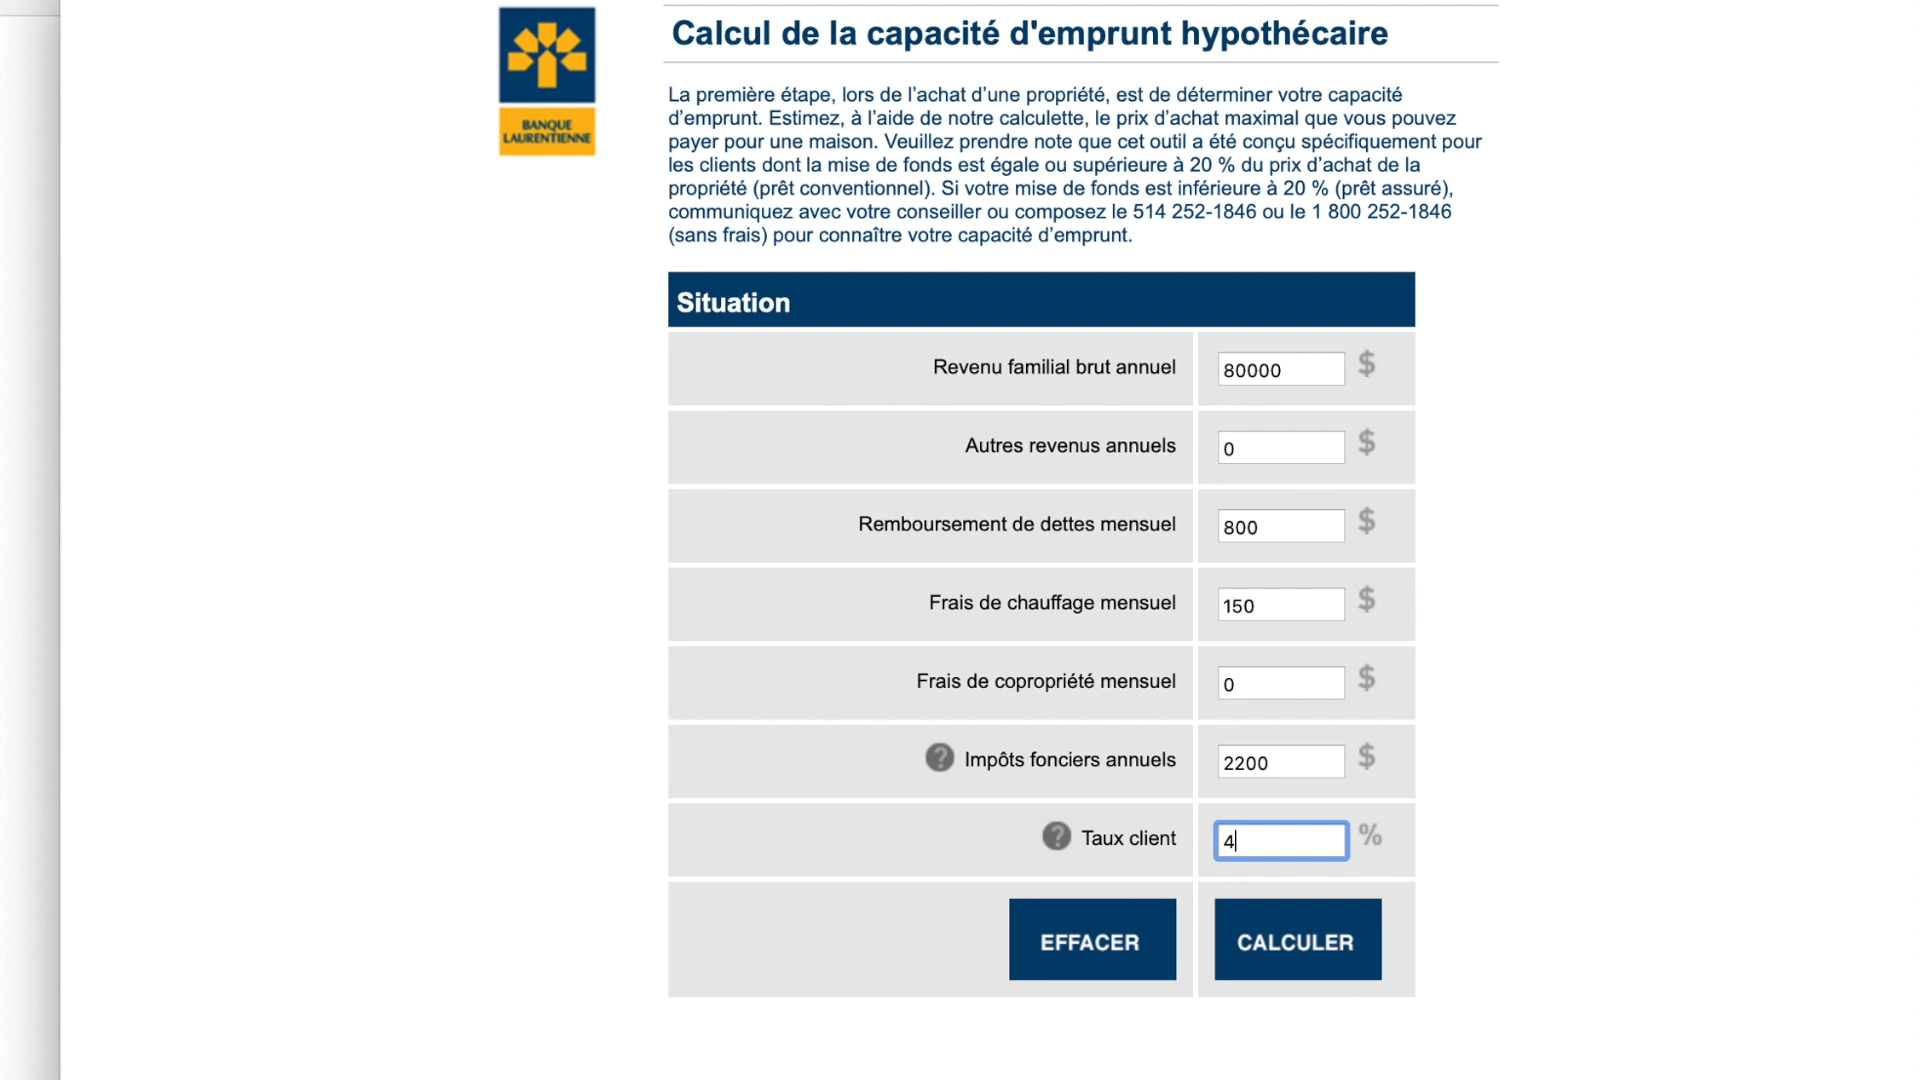 BANQUE
LAURENTIENNE
Calcul de la capacité d'emprunt hypothécaire
La première étape, lors de l’achat d’une propriété, est de déterminer votre capacité
d’emprunt. Estimez, à l’aide de notre calculette, le prix d’achat maximal que vous pouvez
payer pour une maison. Veuillez prendre note que cet outil a été conçu spécifiquement pour
les clients dont la mise de fonds est égale ou supérieure à 20 % du prix d’achat de la
propriété (prêt conventionnel). Si votre mise de fonds est inférieure à 20 % (prêt assuré),
communiquez avec votre conseiller ou composez le 514 252-1846 ou le 1 800 252-1846
(sans frais) pour connaître votre capacité d’emprunt.
Situation
Revenu familial brut annuel 80000 $
Autres revenus annuels 0 $
Remboursement de dettes mensuel 800 $
Frais de chauffage mensuel 150 $
Frais de copropriété mensuel 0 $
? Impôts fonciers annuels 2200 $
? Taux client 4 %
EFFACER CALCULER